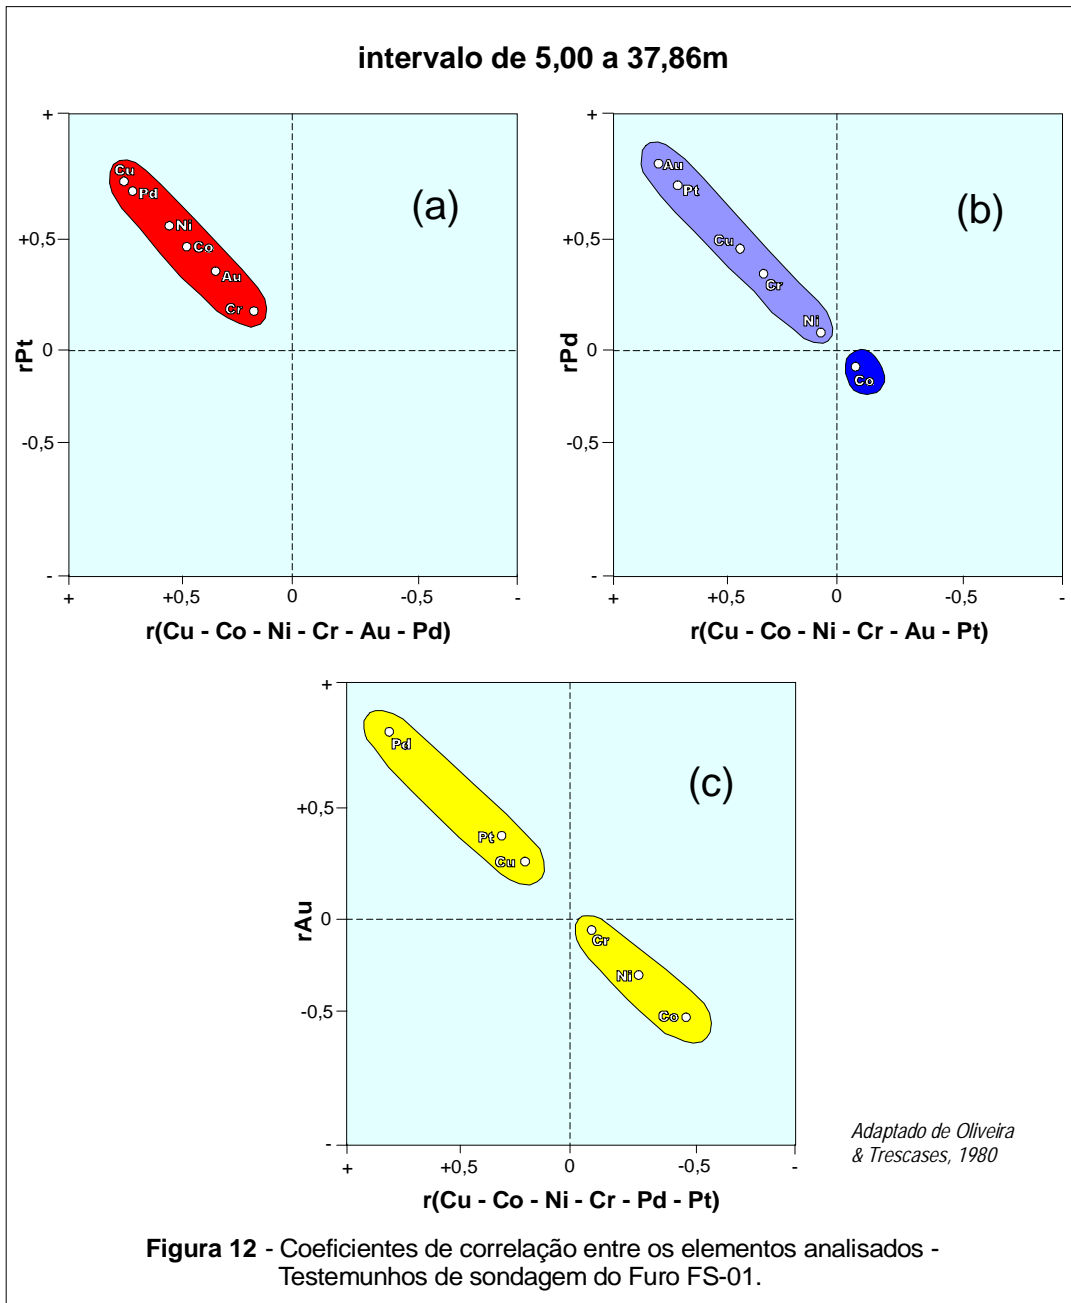 intervalo de 5,00 a 37,86m
+
+0,5
0
-0,5
-
rPt
Cu
Pd
Ni
Co
Au
Cr
(a)
+
+0,5
0
-0,5
-
r(Cu - Co - Ni - Cr - Au - Pd)
+
+0,5
0
-0,5
-
rPd
Au
Pt
Cu
Cr
Ni
Co
(b)
+
+0,5
0
-0,5
-
r(Cu - Co - Ni - Cr - Au - Pt)
+
+0,5
0
-0,5
-
rAu
Pd
Pt
Cu
Cr
Ni
Co
(c)
+
+0,5
0
-0,5
-
r(Cu - Co - Ni - Cr - Pd - Pt)
Adaptado de Oliveira
& Trescases, 1980
Figura 12 - Coeficientes de correlação entre os elementos analisados -
Testemunhos de sondagem do Furo FS-01.